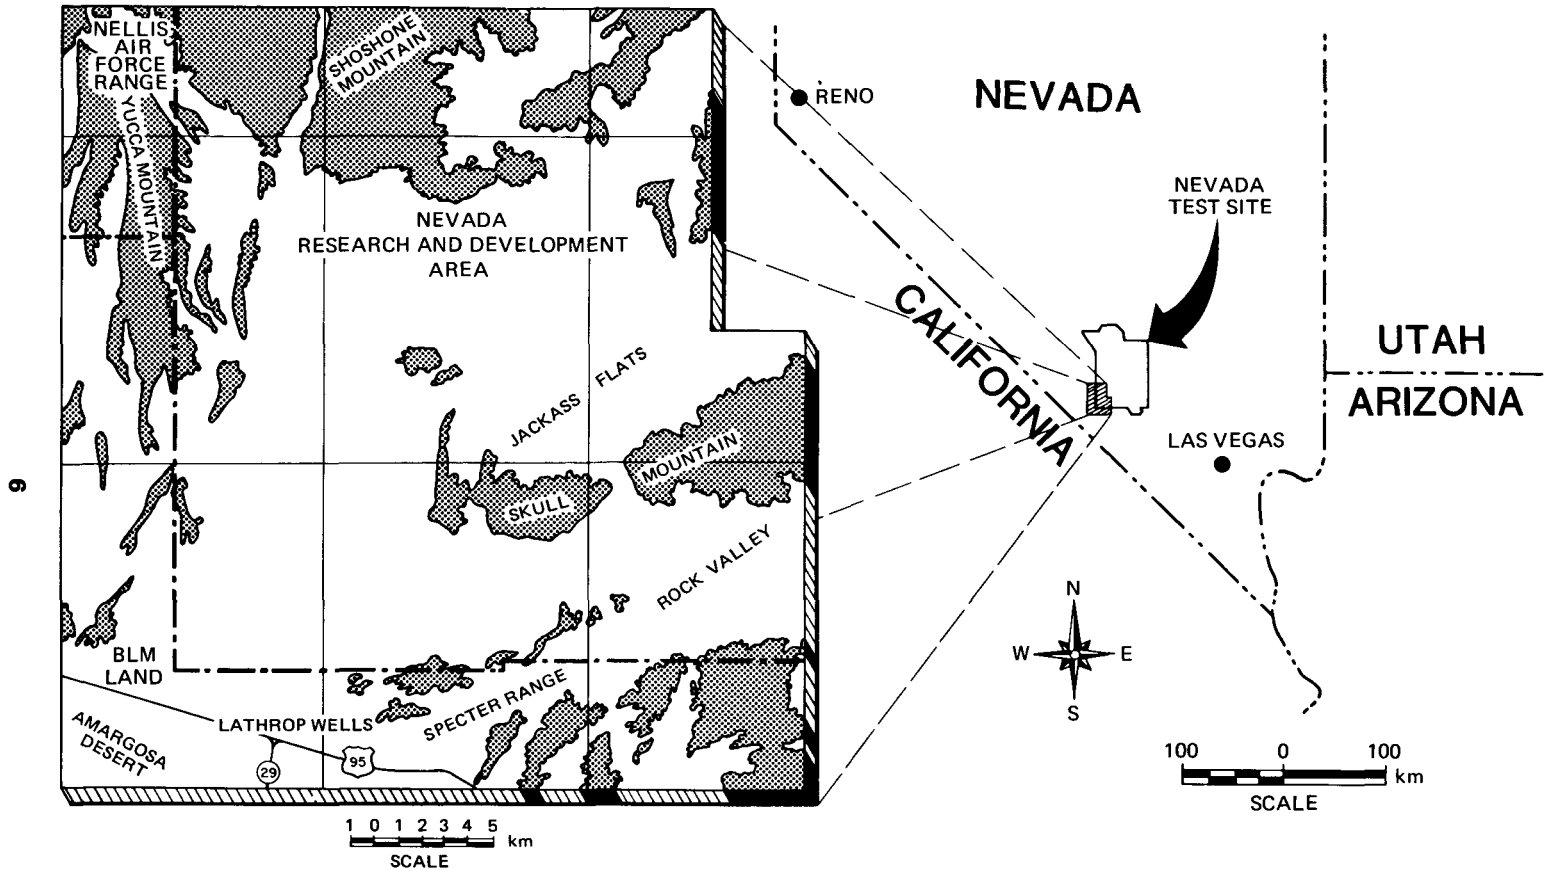 NELLIS
AIR
FORCE
RANGE
YUCCA MOUNTAIN
SHOSHONE
MOUNTAIN
NEVADA
RESEARCH AND DEVELOPMENT
AREA
JACKASS FLATS
SKULL MOUNTAIN
ROCK VALLEY
BLM
LAND
SPECTER RANGE
LATHROP WELLS
AMARGOSA
DESERT
29
95
1 0 1 2 3 4 5 km
SCALE
RENO
NEVADA
NEVADA
TEST SITE
CALIFORNIA
UTAH
ARIZONA
LAS VEGAS
N
W E
S
100 0 100
km
SCALE
6